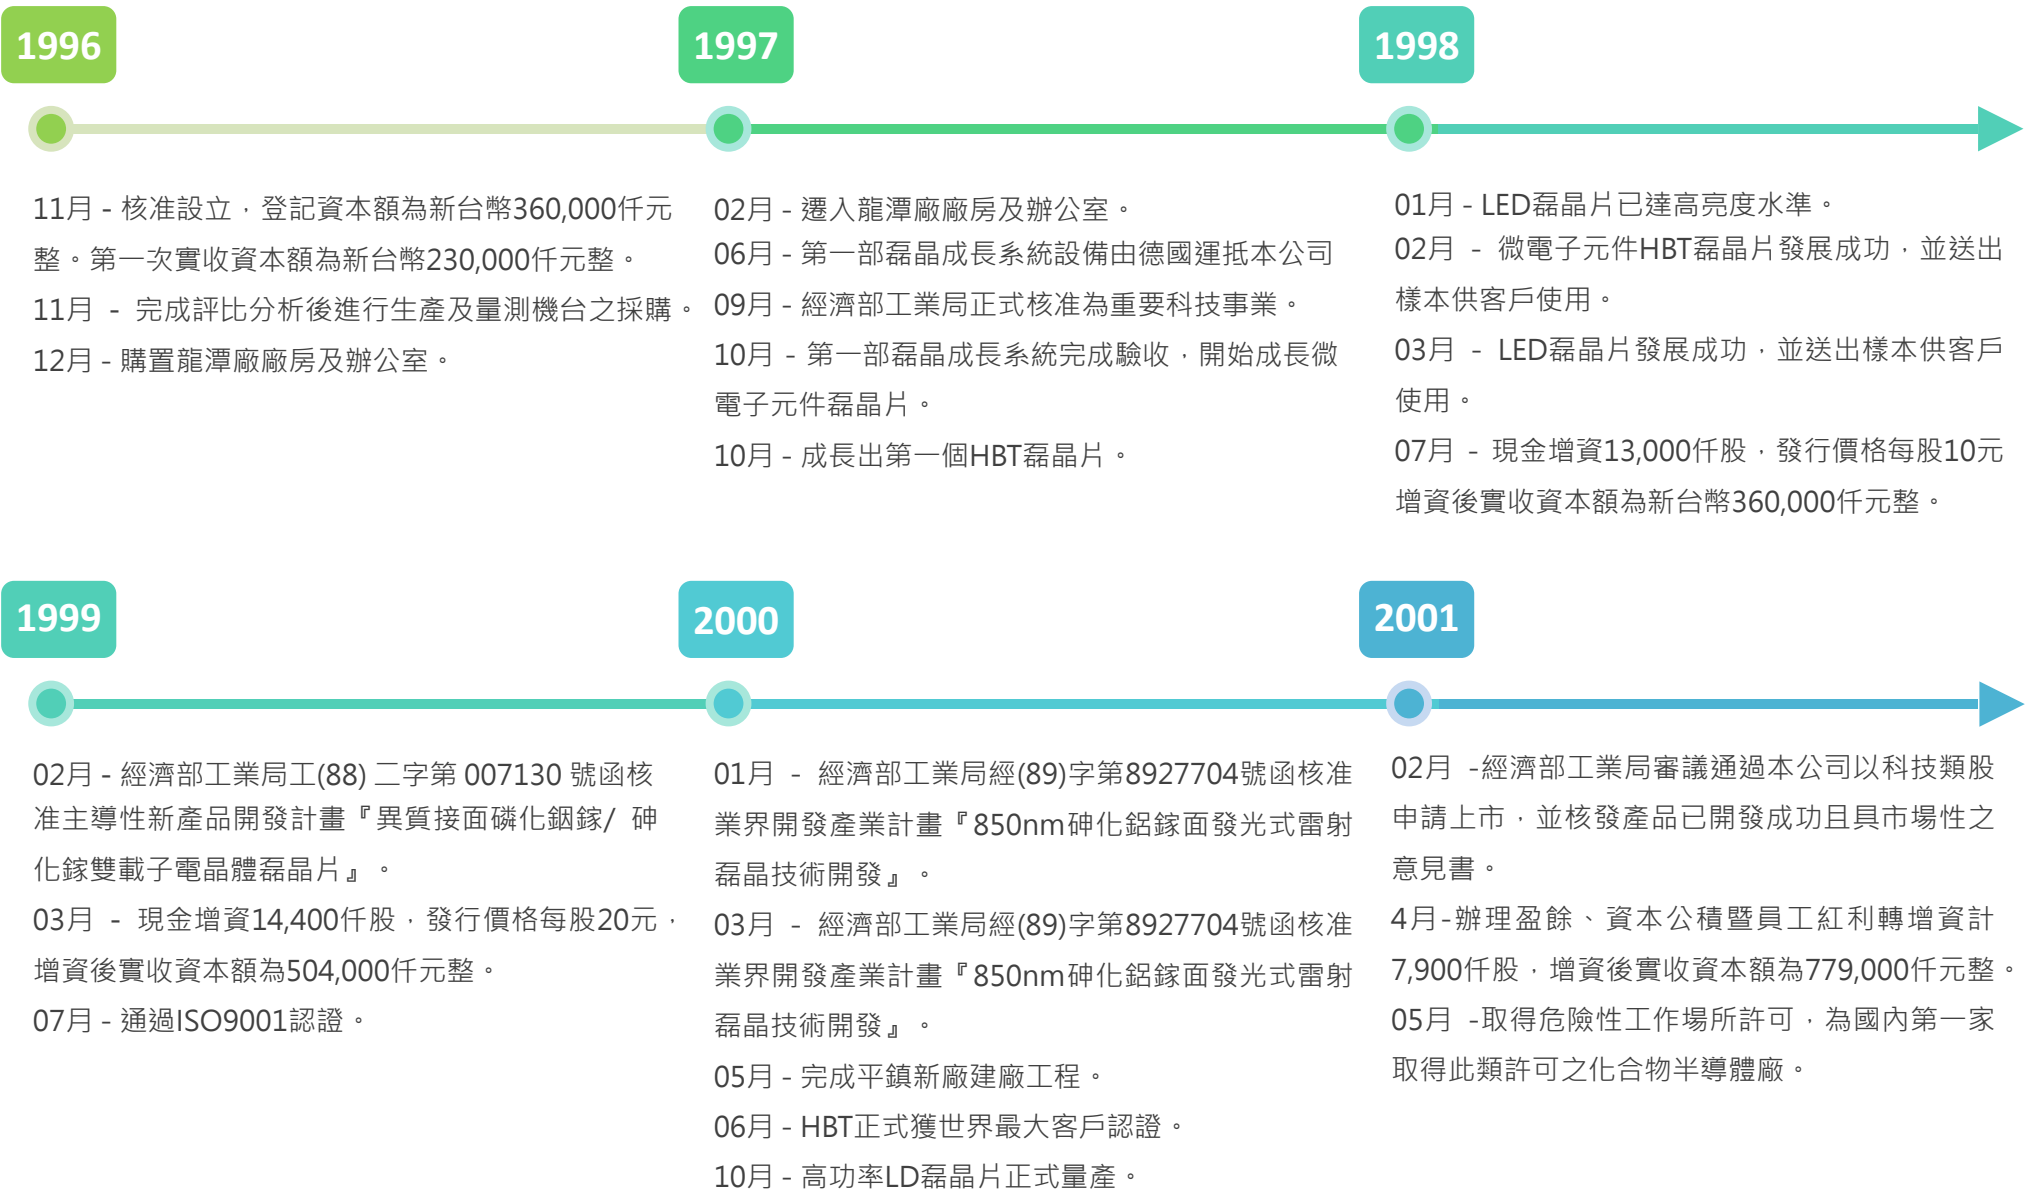 1996
11月 - 核准設立，登記資本額為新台幣360,000仟元
整。第一次實收資本額為新台幣230,000仟元整。
11月 - 完成評比分析後進行生產及量測機台之採購。
12月 - 購置龍潭廠廠房及辦公室。
1997
02月 - 遷入龍潭廠廠房及辦公室。
06月 - 第一部磊晶成長系統設備由德國運抵本公司
09月 - 經濟部工業局正式核准為重要科技事業。
10月 - 第一部磊晶成長系統完成驗收，開始成長微
電子元件磊晶片。
10月 - 成長出第一個HBT磊晶片。
1998
01月 - LED磊晶片已達高亮度水準。
02月 - 微電子元件HBT磊晶片發展成功，並送出
樣本供客戶使用。
03月 - LED磊晶片發展成功，並送出樣本供客戶
使用。
07月 - 現金增資13,000仟股，發行價格每股10元
增資後實收資本額為新台幣360,000仟元整。
1999
02月 - 經濟部工業局工(88) 二字第 007130 號函核
准主導性新產品開發計畫『異質接面磷化銦鎵/ 砷
化鎵雙載子電晶體磊晶片』。
03月 - 現金增資14,400仟股，發行價格每股20元，
增資後實收資本額為504,000仟元整。
07月 - 通過ISO9001認證。
2000
01月 - 經濟部工業局經(89)字第8927704號函核准
業界開發產業計畫『850nm砷化鋁鎵面發光式雷射
磊晶技術開發』。
03月 - 經濟部工業局經(89)字第8927704號函核准
業界開發產業計畫『850nm砷化鋁鎵面發光式雷射
磊晶技術開發』。
05月 - 完成平鎮新廠建廠工程。
06月 - HBT正式獲世界最大客戶認證。
10月 - 高功率LD磊晶片正式量產。
2001
02月 -經濟部工業局審議通過本公司以科技類股
申請上市，並核發產品已開發成功且具市場性之
意見書。
4月-辦理盈餘、資本公積暨員工紅利轉增資計
7,900仟股，增資後實收資本額為779,000仟元整。
05月 -取得危險性工作場所許可，為國內第一家
取得此類許可之化合物半導體廠。